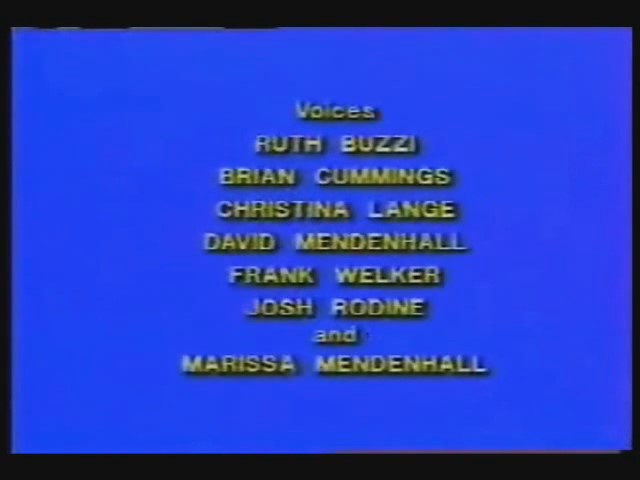 Voices
RUTH BUZZI
BRIAN CUMMINGS
CHRISTINA LANGE
DAVID MENDENHALL
FRANK WELKER
JOSH RODINE
and
MARISSA MENDENHALL